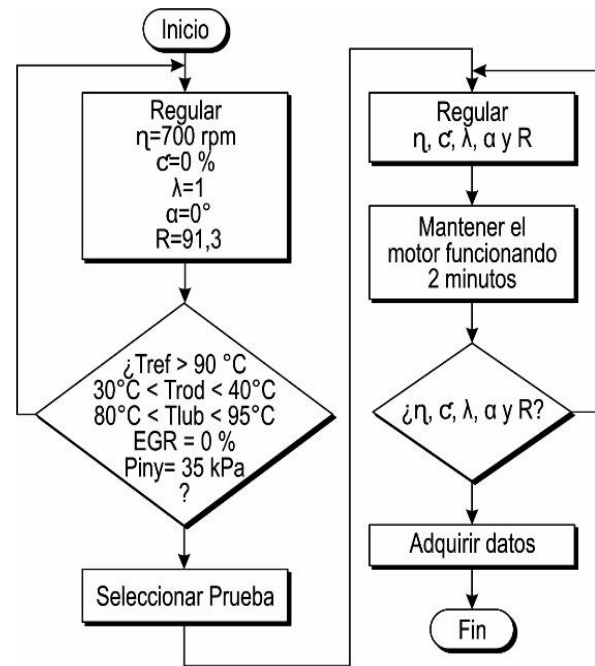 Inicio
Regular
η=700 rpm
ƈ=0 %
λ=1
α=0°
R=91,3
¿Tref > 90 °C
30°C < Trod < 40°C
80°C < Tlub < 95°C
EGR = 0 %
Piny= 35 kPa
?
Seleccionar Prueba
Regular
η, ƈ, λ, α y R
Mantener el
motor funcionando
2 minutos
¿η, ƈ, λ, α y R?
Adquirir datos
Fin